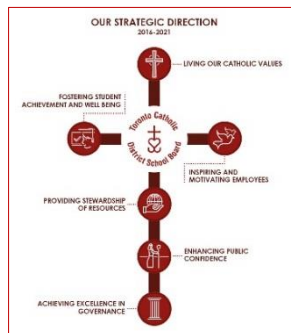 OUR STRATEGIC DIRECTION
2016-2021
LIVING OUR CATHOLIC VALUES
FOSTERING STUDENT
ACHIEVEMENT AND WELL BEING
Toronto Catholic
District School Board
INSPIRING AND
MOTIVATING EMPLOYEES
PROVIDING STEWARDSHIP
OF RESOURCES
ENHANCING PUBLIC
CONFIDENCE
ACHIEVING EXCELLENCE IN
GOVERNANCE